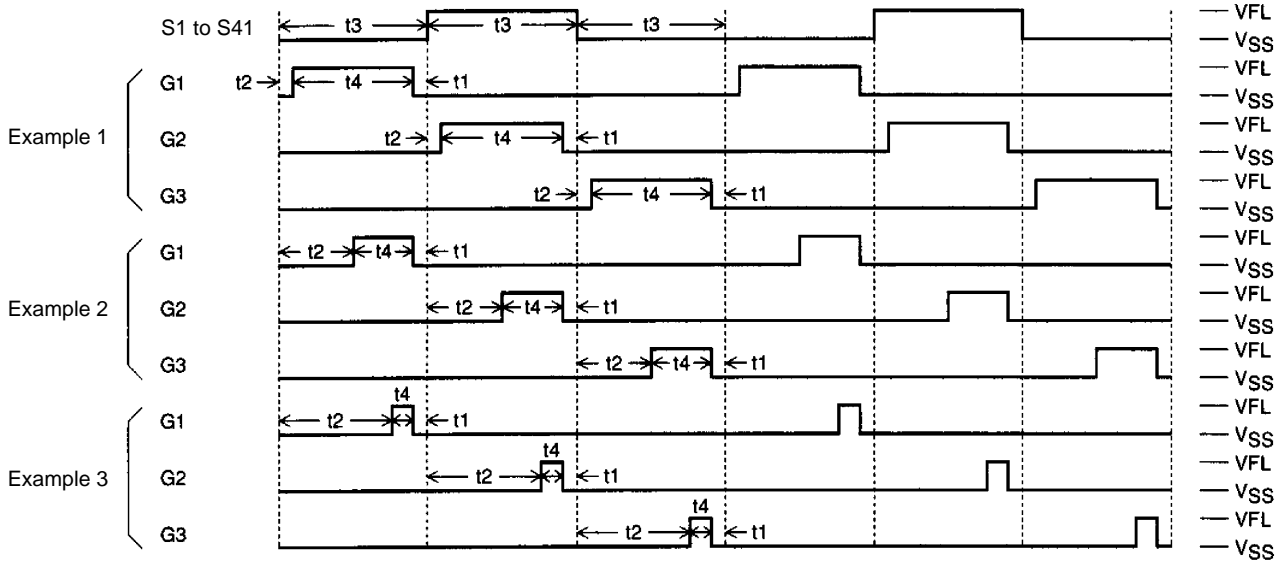 S1 to S41 t3 t3 t3 VFL
VSS
Example 1
G1 t2 t4 t1 VFL
VSS
G2 t2 t4 t1 VFL
VSS
G3 t2 t4 t1 VFL
VSS
Example 2
G1 t2 t4 t1 VFL
VSS
G2 t2 t4 t1 VFL
VSS
G3 t2 t4 t1 VFL
VSS
Example 3
G1 t2 t4 t1 VFL
VSS
G2 t2 t4 t1 VFL
VSS
G3 t2 t4 t1 VFL
VSS